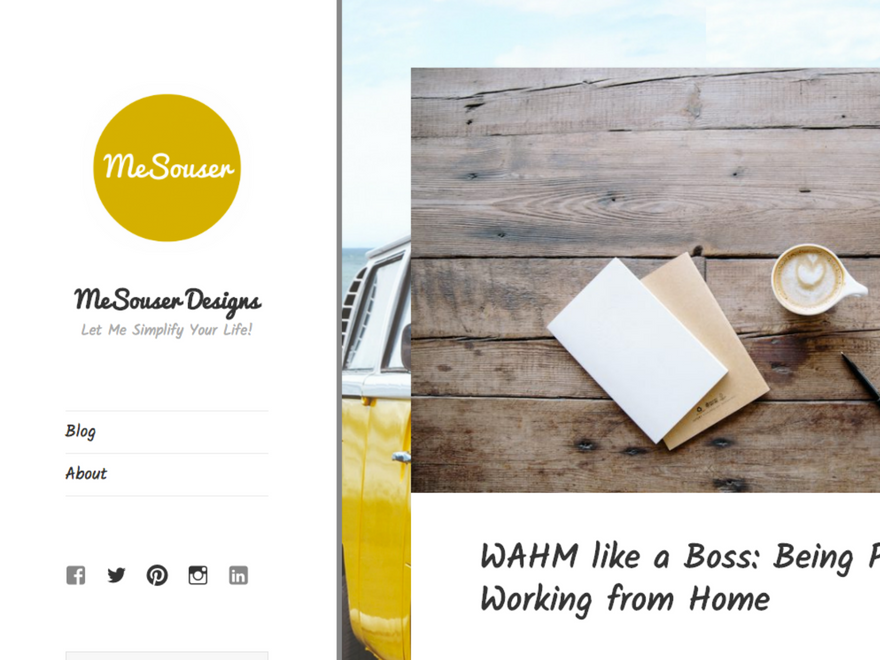 MeSouser
MeSouser Designs
Let Me Simplify Your Life!
Blog
About
WAHM like a Boss: Being
Working from Home